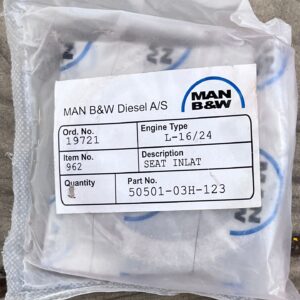 MAN B&W Diesel A/S
MAN
B&W
Ord. No.
Engine Type
19721
L-16/24
Item No.
Description
962
SEAT INLAT
Quantity
Part No.
50501-03H-123
MAN